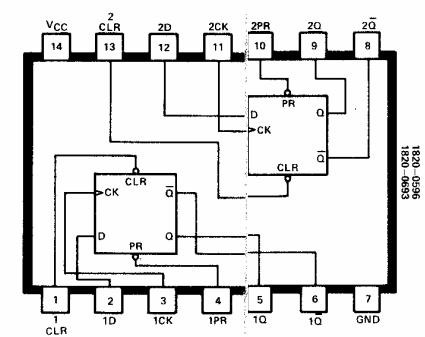 VCC 2 CLR 2D 2CK 2PR 2Q 2Q̅
14 13 12 11 10 9 8
PR
D Q
CK
Q̅
CLR
CLR
CK Q̅
D Q
PR
1 2 3 4 5 6 7
1 CLR 1D 1CK 1PR 1Q 1Q̅ GND
1820-0596
1820-0693